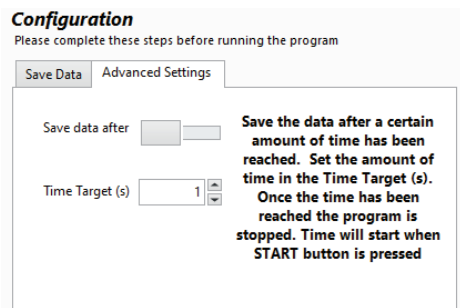 Configuration
Please complete these steps before running the program
Save Data
Advanced Settings
Save data after
Save the data after a certain
amount of time has been
reached.  Set the amount of
time in the Time Target (s).
Once the time has been
reached the program is
stopped. Time will start when
START button is pressed
Time Target (s)
1